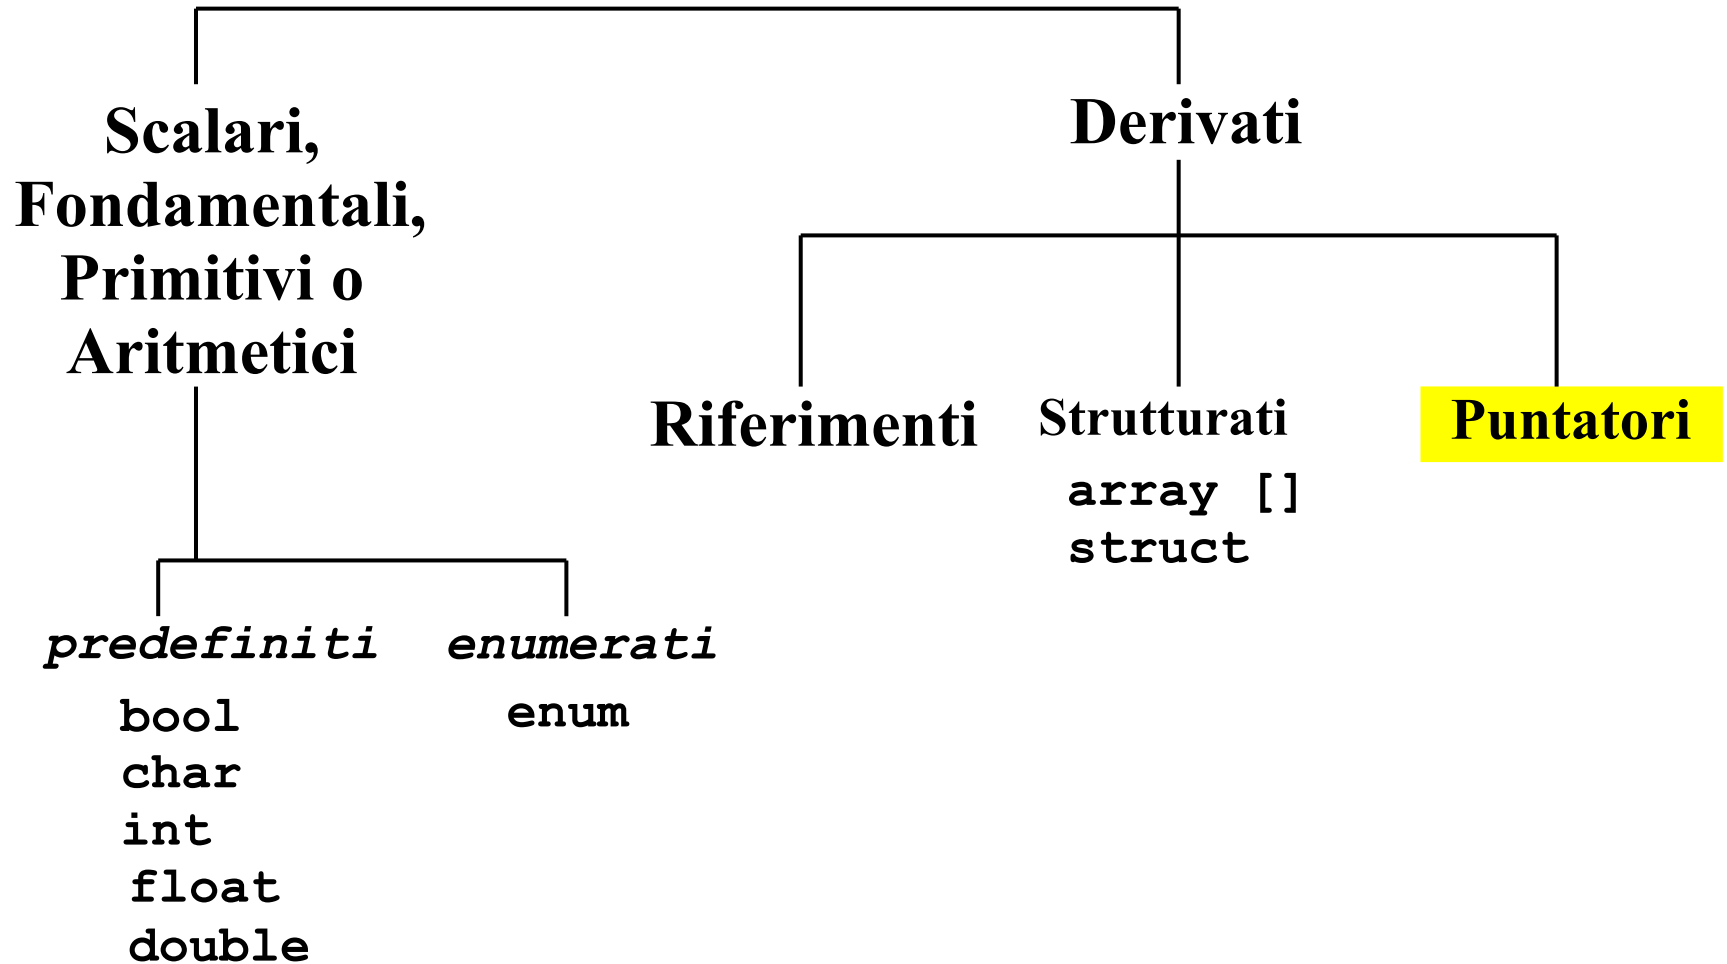 Scalari,
Fondamentali,
Primitivi o
Aritmetici
Derivati
Riferimenti
Strutturati
array []
struct
Puntatori
predefiniti
bool
char
int
float
double
enumerati
enum